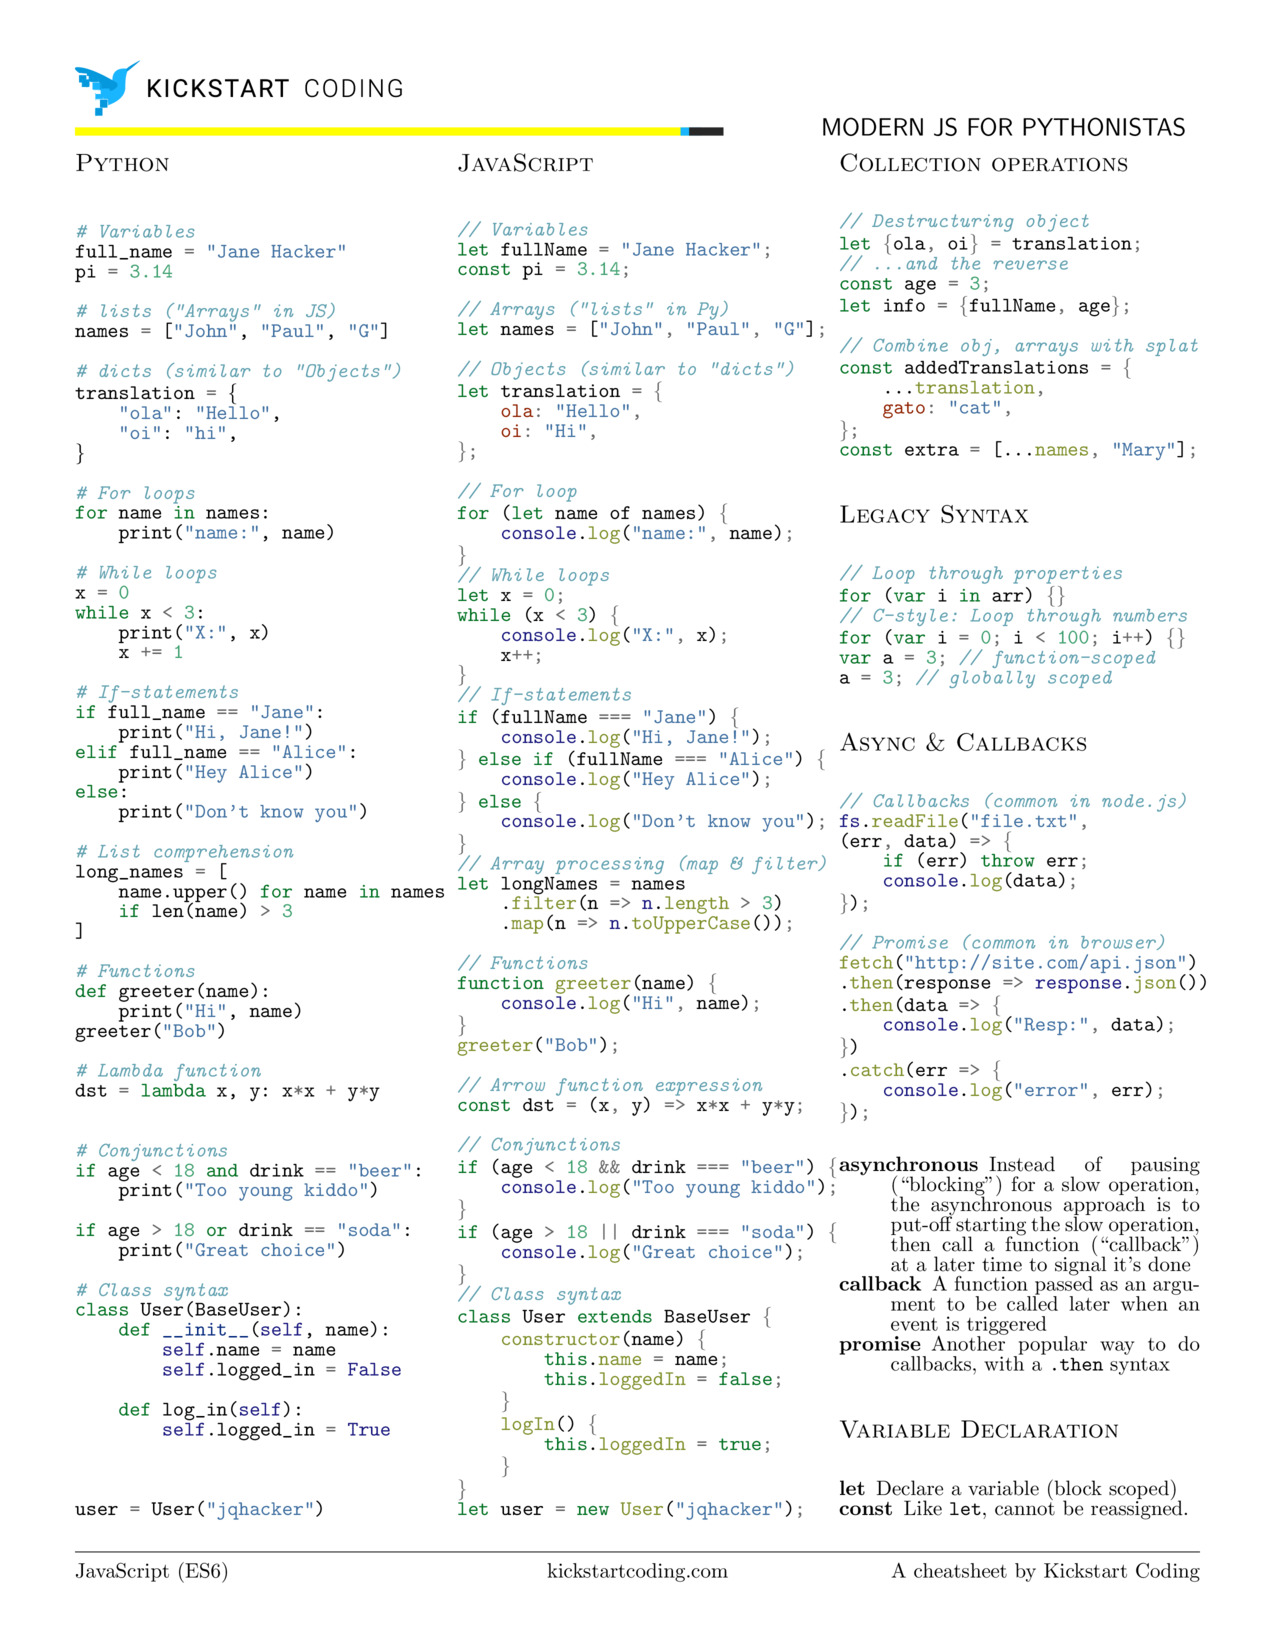 KICKSTART CODING
MODERN JS FOR PYTHONISTAS
PYTHON
# Variables
full_name = "Jane Hacker"
pi = 3.14
# lists ("Arrays" in JS)
names = ["John", "Paul", "G"]
# dicts (similar to "Objects")
translation = {
    "ola": "Hello",
    "oi": "hi",
}
# For loops
for name in names:
    print("name:", name)
# While loops
x = 0
while x < 3:
    print("X:", x)
    x += 1
# If-statements
if full_name == "Jane":
    print("Hi, Jane!")
elif full_name == "Alice":
    print("Hey Alice")
else:
    print("Don't know you")
# List comprehension
long_names = [
    name.upper() for name in names
    if len(name) > 3
]
# Functions
def greeter(name):
    print("Hi", name)
greeter("Bob")
# Lambda function
dst = lambda x, y: x*x + y*y
# Conjunctions
if age < 18 and drink == "beer":
    print("Too young kiddo")
if age > 18 or drink == "soda":
    print("Great choice")
# Class syntax
class User(BaseUser):
    def __init__(self, name):
        self.name = name
        self.logged_in = False
    def log_in(self):
        self.logged_in = True
user = User("jqhacker")
JAVASCRIPT
// Variables
let fullName = "Jane Hacker";
const pi = 3.14;
// Arrays ("lists" in Py)
let names = ["John", "Paul", "G"];
// Objects (similar to "dicts")
let translation = {
    ola: "Hello",
    oi: "Hi",
};
// For loop
for (let name of names) {
    console.log("name:", name);
}
// While loops
let x = 0;
while (x < 3) {
    console.log("X:", x);
    x++;
}
// If-statements
if (fullName === "Jane") {
    console.log("Hi, Jane!");
} else if (fullName === "Alice") {
    console.log("Hey Alice");
} else {
    console.log("Don't know you");
}
// Array processing (map & filter)
let longNames = names
    .filter(n => n.length > 3)
    .map(n => n.toUpperCase());
// Functions
function greeter(name) {
    console.log("Hi", name);
}
greeter("Bob");
// Arrow function expression
const dst = (x, y) => x*x + y*y;
// Conjunctions
if (age < 18 && drink === "beer") {
    console.log("Too young kiddo");
}
if (age > 18 || drink === "soda") {
    console.log("Great choice");
}
// Class syntax
class User extends BaseUser {
    constructor(name) {
        this.name = name;
        this.loggedIn = false;
    }
    logIn() {
        this.loggedIn = true;
    }
}
let user = new User("jqhacker");
COLLECTION OPERATIONS
// Destructuring object
let {ola, oi} = translation;
// ...and the reverse
const age = 3;
let info = {fullName, age};
// Combine obj, arrays with splat
const addedTranslations = {
    ...translation,
    gato: "cat",
};
const extra = [...names, "Mary"];
LEGACY SYNTAX
// Loop through properties
for (var i in arr) {}
// C-style: Loop through numbers
for (var i = 0; i < 100; i++) {}
var a = 3; // function-scoped
a = 3; // globally scoped
ASYNC & CALLBACKS
// Callbacks (common in node.js)
fs.readFile("file.txt",
(err, data) => {
    if (err) throw err;
    console.log(data);
});
// Promise (common in browser)
fetch("http://site.com/api.json")
.then(response => response.json())
.then(data => {
    console.log("Resp:", data);
})
.catch(err => {
    console.log("error", err);
});
asynchronous Instead of pausing
("blocking") for a slow operation,
the asynchronous approach is to
put-off starting the slow operation,
then call a function ("callback")
at a later time to signal it's done
callback A function passed as an argu-
ment to be called later when an
event is triggered
promise Another popular way to do
callbacks, with a .then syntax
VARIABLE DECLARATION
let Declare a variable (block scoped)
const Like let, cannot be reassigned.
JavaScript (ES6)
kickstartcoding.com
A cheatsheet by Kickstart Coding